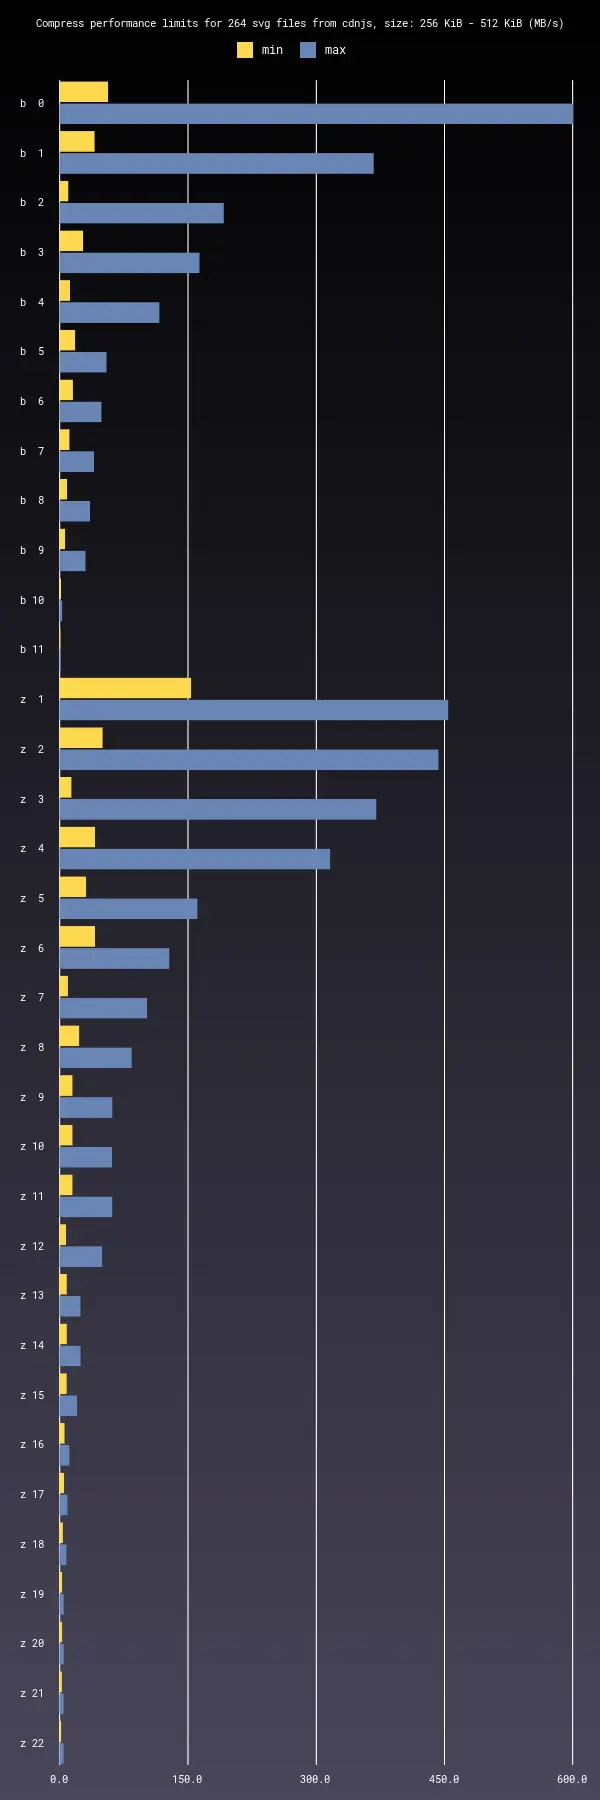 Compress performance limits for 264 svg files from cdnjs, size: 256 KiB - 512 KiB (MB/s)
min max
b 0
b 1
b 2
b 3
b 4
b 5
b 6
b 7
b 8
b 9
b 10
b 11
z 1
z 2
z 3
z 4
z 5
z 6
z 7
z 8
z 9
z 10
z 11
z 12
z 13
z 14
z 15
z 16
z 17
z 18
z 19
z 20
z 21
z 22
0.0 150.0 300.0 450.0 600.0